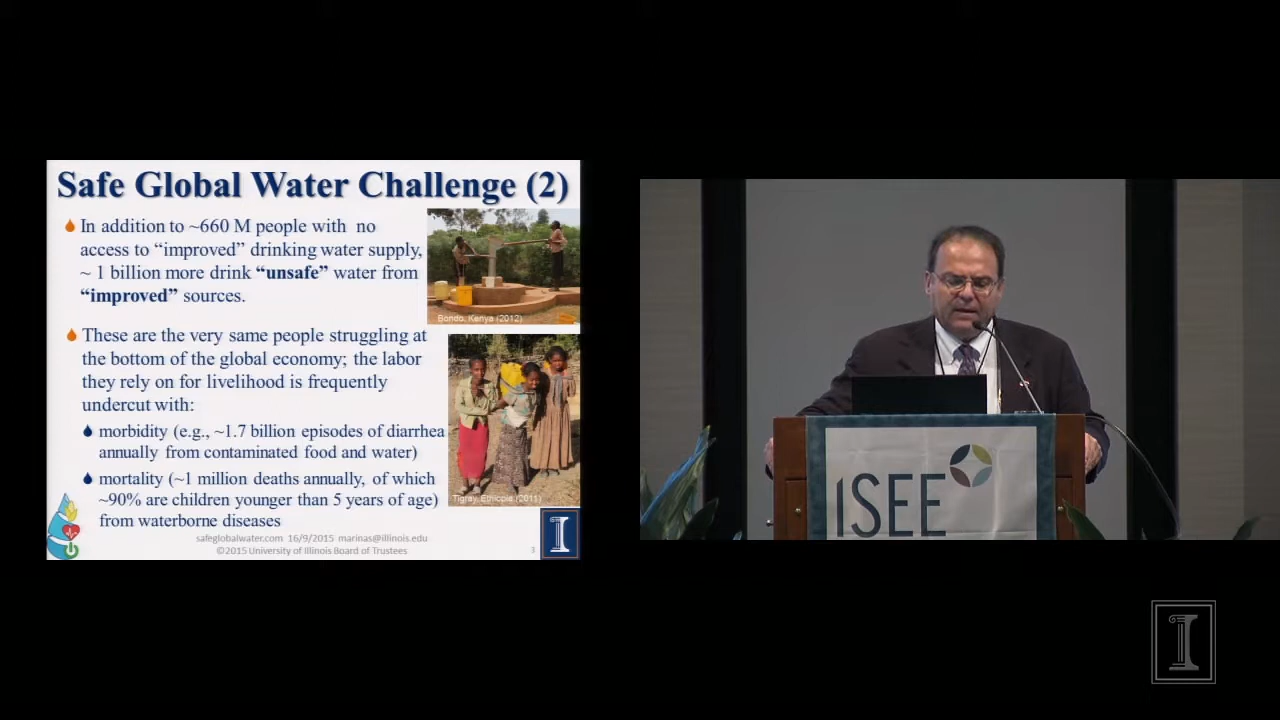 Safe Global Water Challenge (2)
In addition to ~660 M people with no
access to “improved” drinking water supply,
~ 1 billion more drink “unsafe” water from
“improved” sources.
Bondo, Kenya (2012)
These are the very same people struggling at
the bottom of the global economy; the labor
they rely on for livelihood is frequently
undercut with:
morbidity (e.g., ~1.7 billion episodes of diarrhea
annually from contaminated food and water)
mortality (~1 million deaths annually, of which
~90% are children younger than 5 years of age)
from waterborne diseases
Tigray, Ethiopia (2011)
safeglobalwater.com 16/9/2015 marinas@illinois.edu
©2015 University of Illinois Board of Trustees
3
I
ISEE
I